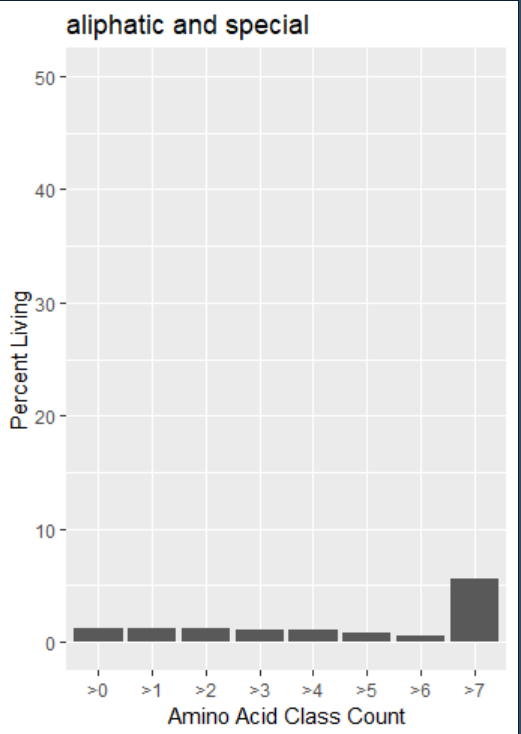 aliphatic and special
Percent Living
50
40
30
20
10
0
>0 >1 >2 >3 >4 >5 >6 >7
Amino Acid Class Count